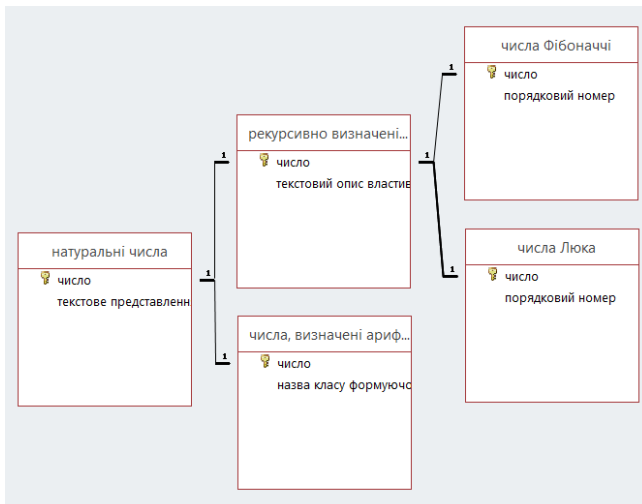 числа Фібоначчі
число
порядковий номер
рекурсивно визначені...
число
текстовий опис властив
натуральні числа
число
текстове представленн
числа Люка
число
порядковий номер
числа, визначені ариф...
число
назва класу формуючо
1
1
1
1
1
1
1